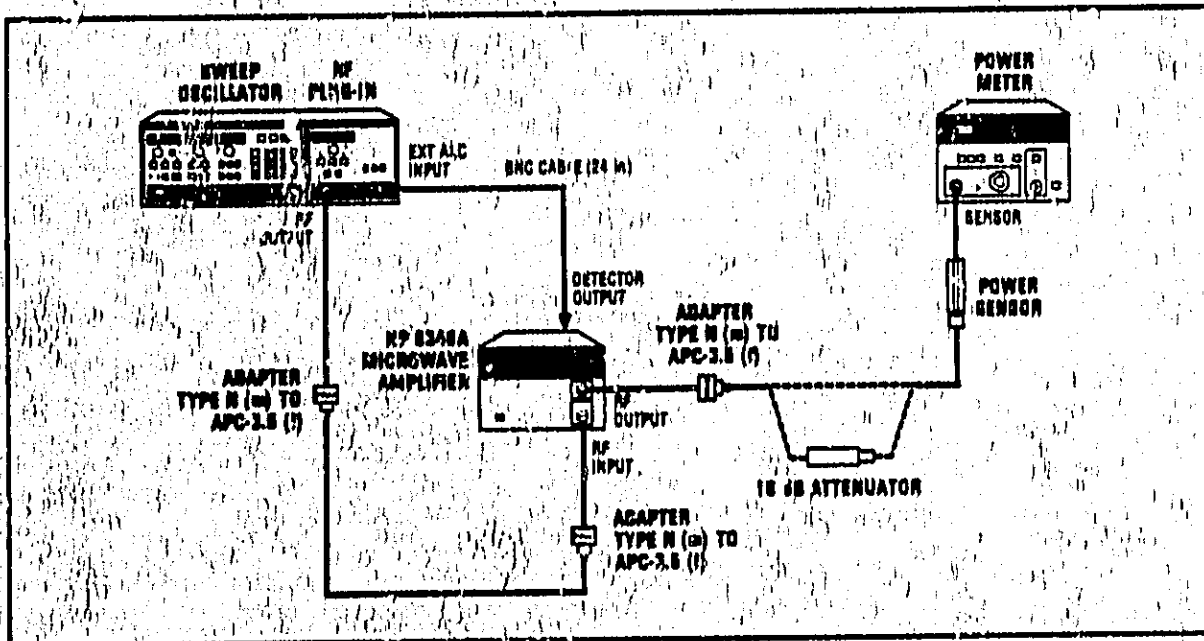 SWEEP
OSCILLATOR
RF
PLUG-IN
POWER
METER
EXT ALC
INPUT
BNC CABLE (24 in)
SENSOR
RF
OUTPUT
DETECTOR
OUTPUT
POWER
SENSOR
ADAPTER
TYPE N (m) TO
APC-3.5 (f)
MICROWAVE
AMPLIFIER
ADAPTER
TYPE N (m) TO
APC-3.5 (f)
RF
OUTPUT
RF
INPUT
ATTENUATOR
ADAPTER
TYPE N (m) TO
APC-3.5 (f)